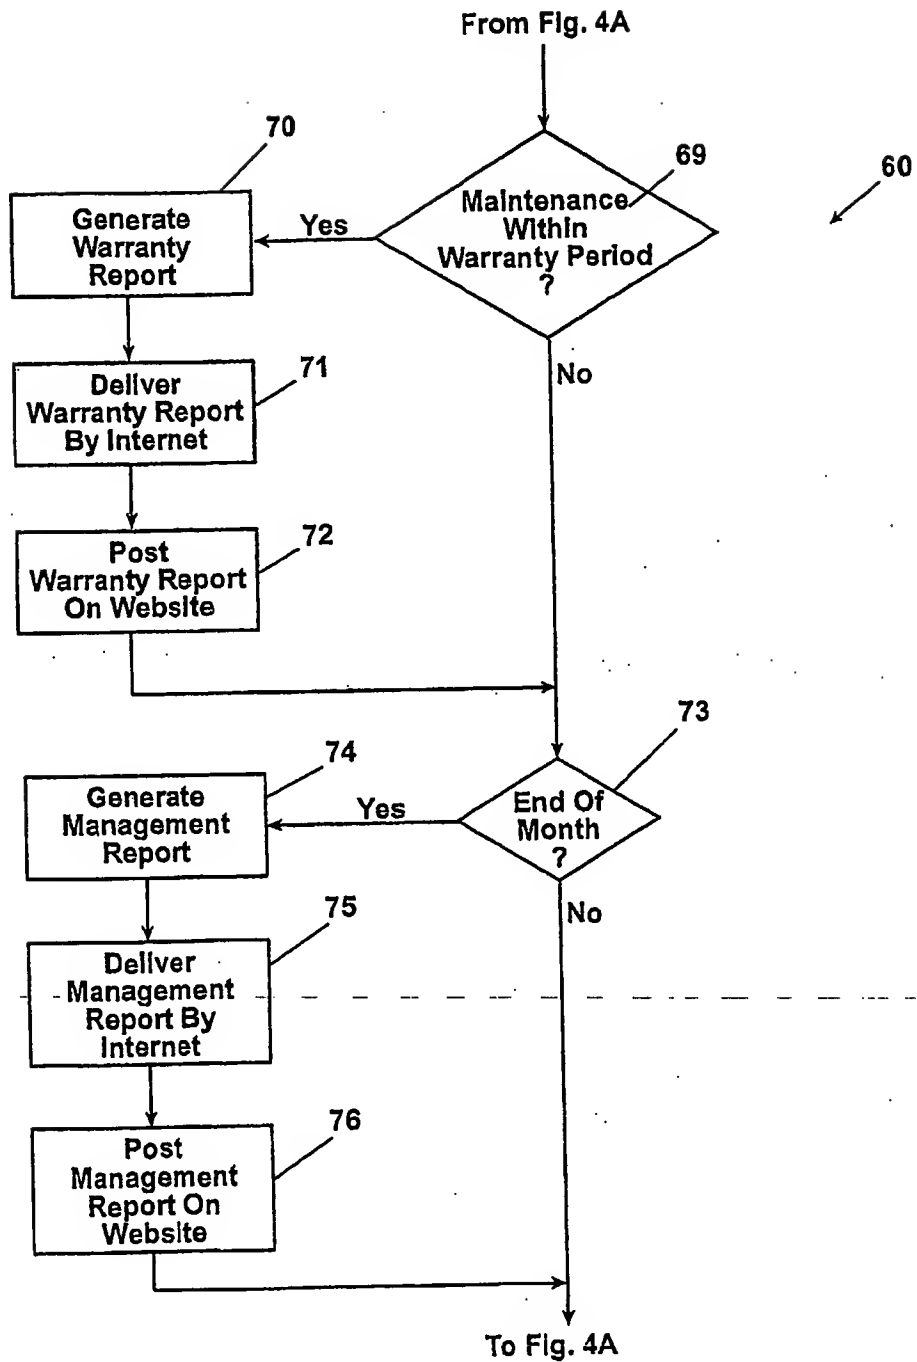 From Fig. 4A
70
69
60
Maintenance
Within
Warranty Period
?
Yes
Generate
Warranty
Report
71
No
Deliver
Warranty Report
By Internet
72
Post
Warranty Report
On Website
73
74
End Of
Month
?
Yes
Generate
Management
Report
No
75
Deliver
Management
Report By
Internet
76
Post
Management
Report On
Website
To Fig. 4A